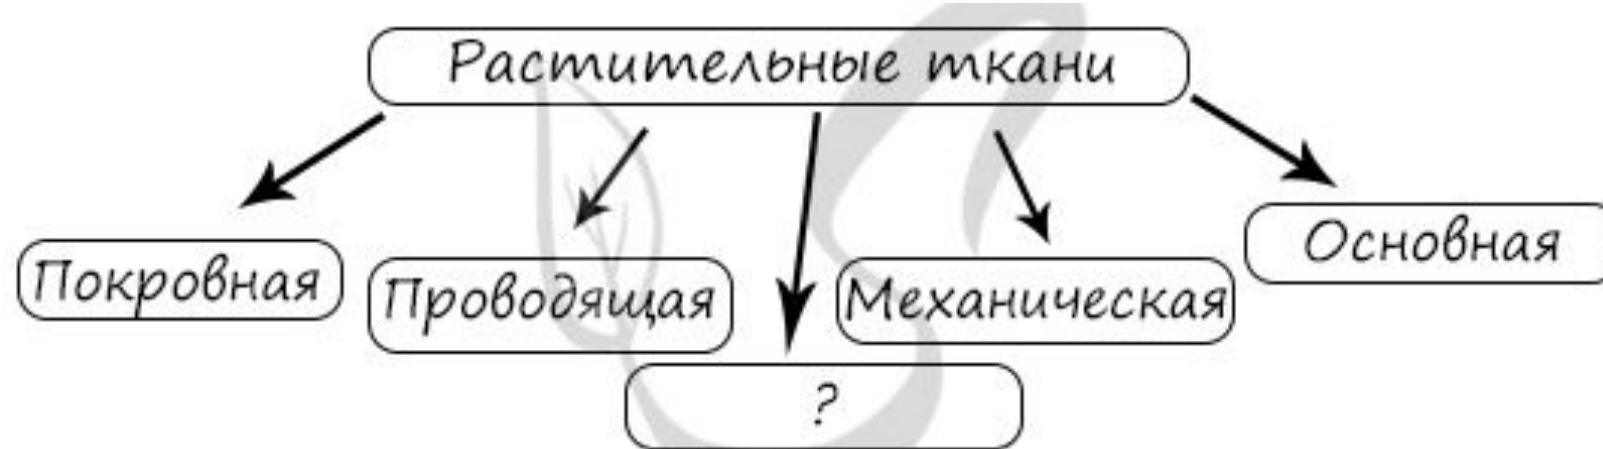 Растительные ткани
Покровная
Проводящая
?
Механическая
Основная